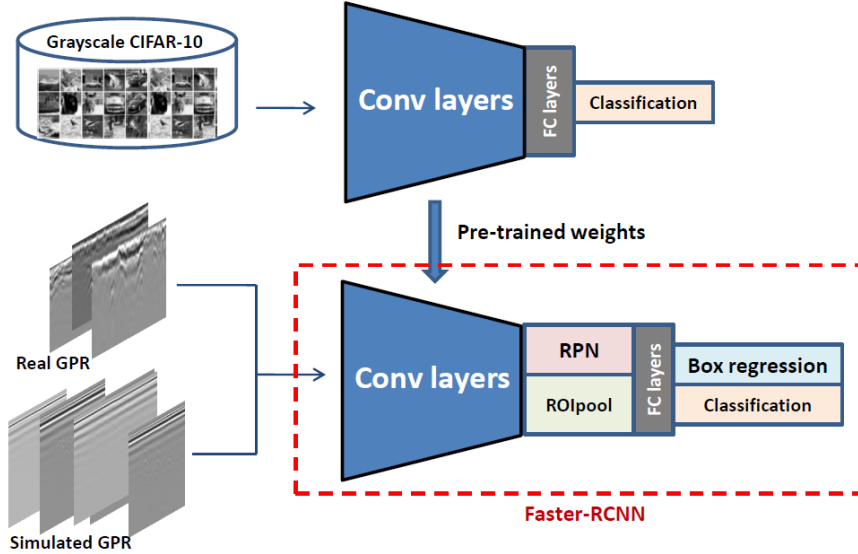 Grayscale CIFAR-10
Conv layers
FC layers
Classification
Pre-trained weights
Real GPR
Simulated GPR
Conv layers
RPN
ROIpool
FC layers
Box regression
Classification
Faster-RCNN